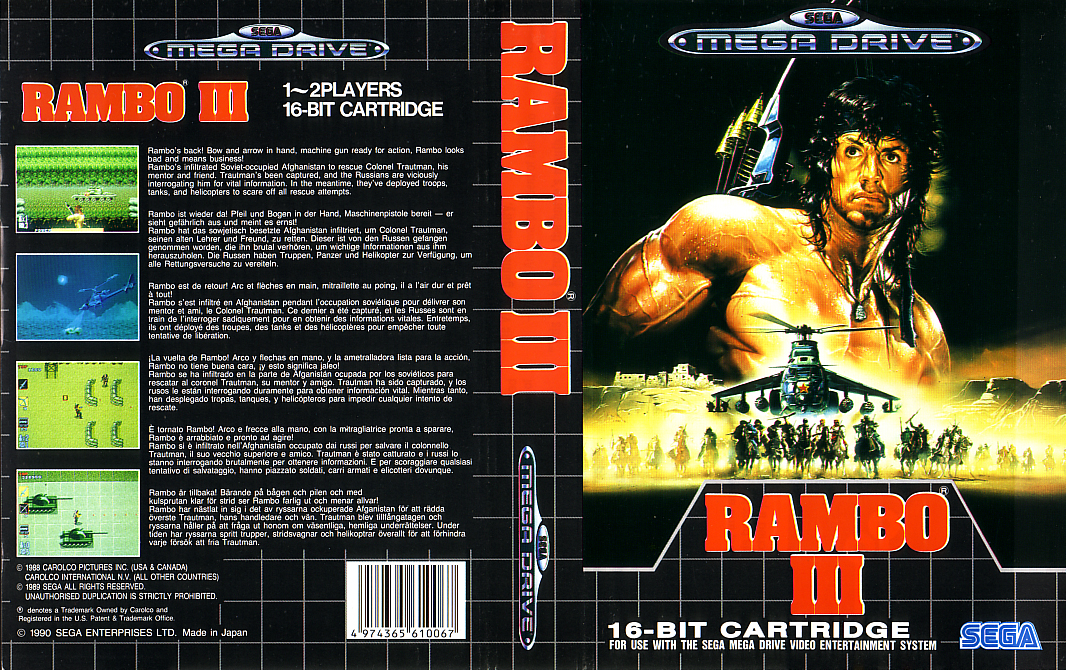 SEGA
MEGA DRIVE
RAMBO® III
1~2PLAYERS
16-BIT CARTRIDGE
Rambo's back! Bow and arrow in hand, machine gun ready for action, Rambo looks
bad and means business!
Rambo's infiltrated Soviet-occupied Afghanistan to rescue Colonel Trautman, his
mentor and friend. Trautman's been captured, and the Russians are viciously
interrogating him for vital information. In the meantime, they've deployed troops,
tanks, and helicopters to scare off all rescue attempts.
Rambo ist wieder da! Pfeil und Bogen in der Hand, Maschinenpistole bereit — er
sieht gefährlich aus und meint es ernst!
Rambo hat das sowjetisch besetzte Afghanistan infiltriert, um Colonel Trautman,
seinen alten Lehrer und Freund, zu retten. Dieser ist von den Russen gefangen
genommen worden, die ihn brutal verhören, um wichtige Informationen aus ihm
herauszuholen. Die Russen haben Truppen, Panzer und Helikopter zur Verfügung, um
alle Rettungsversuche zu vereiteln.
Rambo est de retour! Arc et flèches en main, mitraillette au poing, il a l'air dur et prêt
à tout!
Rambo s'est infiltré en Afghanistan pendant l'occupation soviétique pour délivrer son
mentor et ami, le Colonel Trautman. Ce dernier a été capturé, et les Russes sont en
train de l'interroger sadiquement pour en obtenir des informations vitales. Entretemps,
ils ont déployé des troupes, des tanks et des hélicoptères pour empêcher toute
tentative de libération.
¡La vuelta de Rambo! Arco y flechas en mano, y la ametralladora lista para la acción,
Rambo no tiene buena cara, ¡y esto significa jaleo!
Rambo se ha infiltrado en la parte de Afganistán ocupada por los soviéticos para
rescatar al coronel Trautman, su mentor y amigo. Trautman ha sido capturado, y los
rusos le están interrogando duramente para obtener información vital. Mientras tanto,
han desplegado tropas, tanques, y helicópteros para impedir cualquier intento de
rescate.
È tornato Rambo! Arco e frecce alla mano, con la mitragliatrice pronta a sparare,
Rambo è arrabbiato e pronto ad agire!
Rambo si è infiltrato nell'Afghanistan occupato dai russi per salvare il colonnello
Trautman, il suo vecchio superiore e amico. Trautman è stato catturato e i russi lo
stanno interrogando brutalmente per ottenere informazioni. E per scoraggiare qualsiasi
tentativo di salvataggio, hanno piazzato soldati, carri armati e elicotteri dovunque.
Rambo är tillbaka! Bärande på bågen och pilen och med
kulsprutan klar för strid ser Rambo farlig ut och menar allvar!
Rambo har nästlat in sig i del av ryssarna ockuperade Afganistan för att rädda
överste Trautman, hans handledare och vän. Trautman blev tillfångatagen och
ryssarna håller på att fråga ut honom om väsentliga, hemliga underrättelser. Under
tiden har ryssarna spritt trupper, stridsvagnar och helikoptrar överallt för att förhindra
varje försök att fria Trautman.
© 1988 CAROLCO PICTURES INC. (USA & CANADA)
CAROLCO INTERNATIONAL N.V. (ALL OTHER COUNTRIES)
© 1989 SEGA ALL RIGHTS RESERVED.
UNAUTHORISED DUPLICATION IS STRICTLY PROHIBITED.
® denotes a Trademark Owned by Carolco and
Registered in the U.S. Patent & Trademark Office.
© 1990 SEGA ENTERPRISES LTD. Made in Japan
4 974365 610067
RAMBO III®
SEGA
MEGA DRIVE
SEGA
MEGA DRIVE
RAMBO®
III
16-BIT CARTRIDGE
FOR USE WITH THE SEGA MEGA DRIVE VIDEO ENTERTAINMENT SYSTEM
SEGA